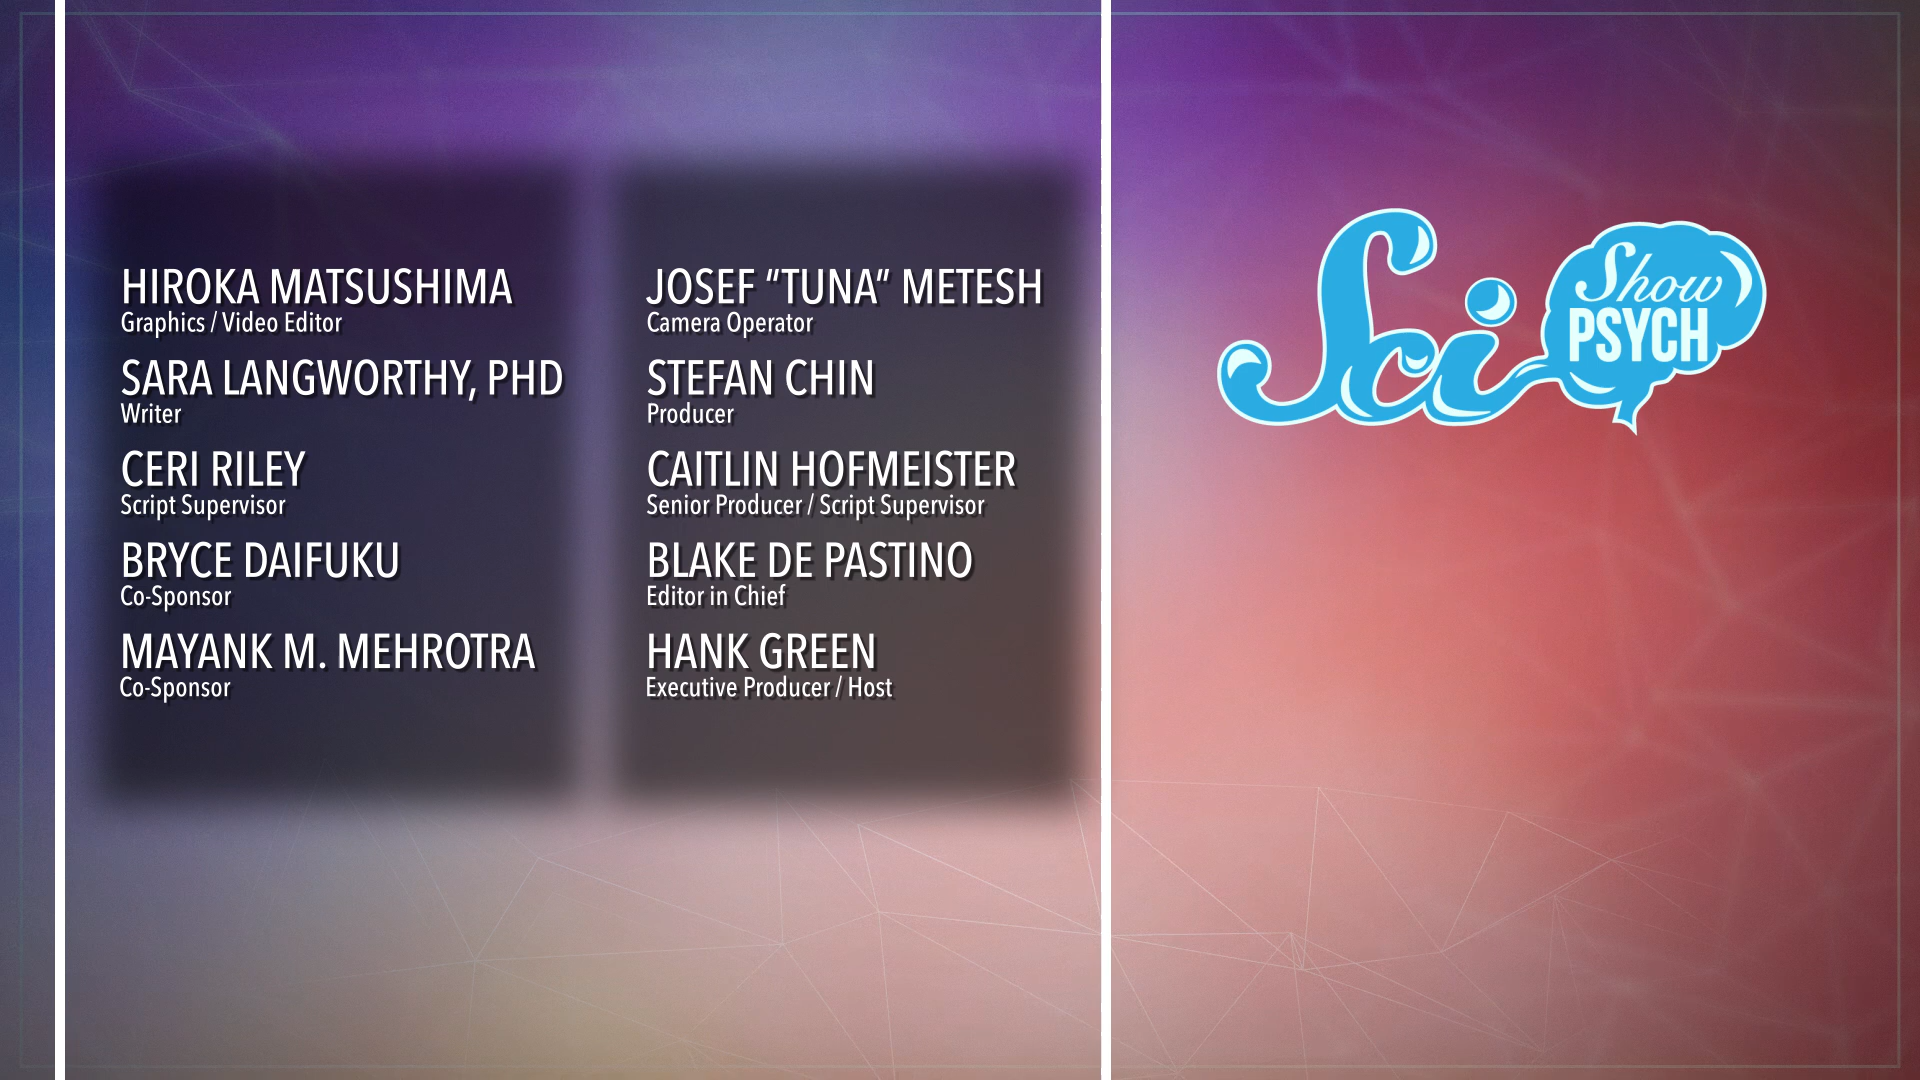 HIROKA MATSUSHIMA
Graphics / Video Editor
SARA LANGWORTHY, PHD
Writer
CERI RILEY
Script Supervisor
BRYCE DAIFUKU
Co-Sponsor
MAYANK M. MEHROTRA
Co-Sponsor
JOSEF “TUNA” METESH
Camera Operator
STEFAN CHIN
Producer
CAITLIN HOFMEISTER
Senior Producer / Script Supervisor
BLAKE DE PASTINO
Editor in Chief
HANK GREEN
Executive Producer / Host
Sci Show
PSYCH